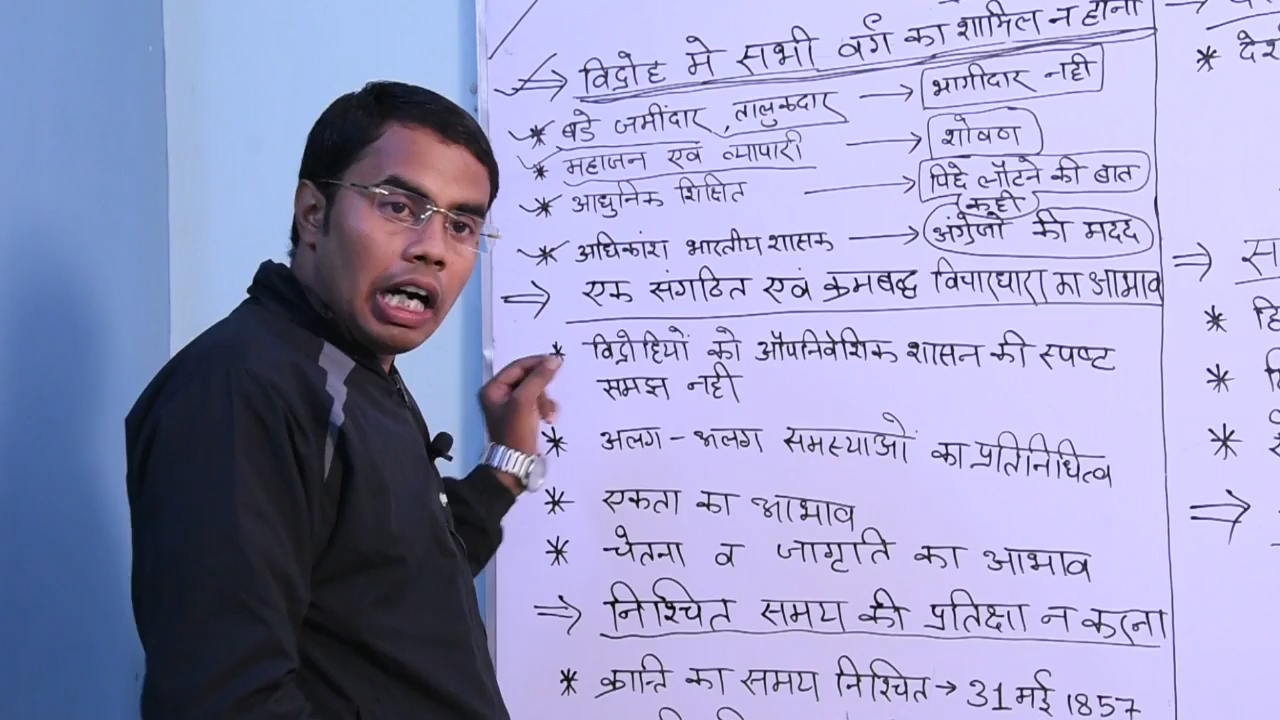 ⇒ विद्रोह मे सभी वर्ग का शामिल न होना
* बडे जमींदार, तालुकदार → भागीदार नही
* महाजन एवं व्यापारी → शोषण
* आधुनिक शिक्षित → पिछे लौटने की बात कही
* अधिकांश भारतीय शासक → अंग्रेजो की मदद
⇒ एक संगठित एवं क्रमबद्ध विचारधारा का आभाव
* विद्रोहियों को औपनिवेशिक शासन की स्पष्ट
समझ नही
* अलग-अलग समस्याओं का प्रतिनिधित्व
* एकता का आभाव
* चेतना व जागृति का आभाव
⇒ निश्चित समय की प्रतिक्षा न करना
* क्रान्ति का समय निश्चित → 31 मई 1857